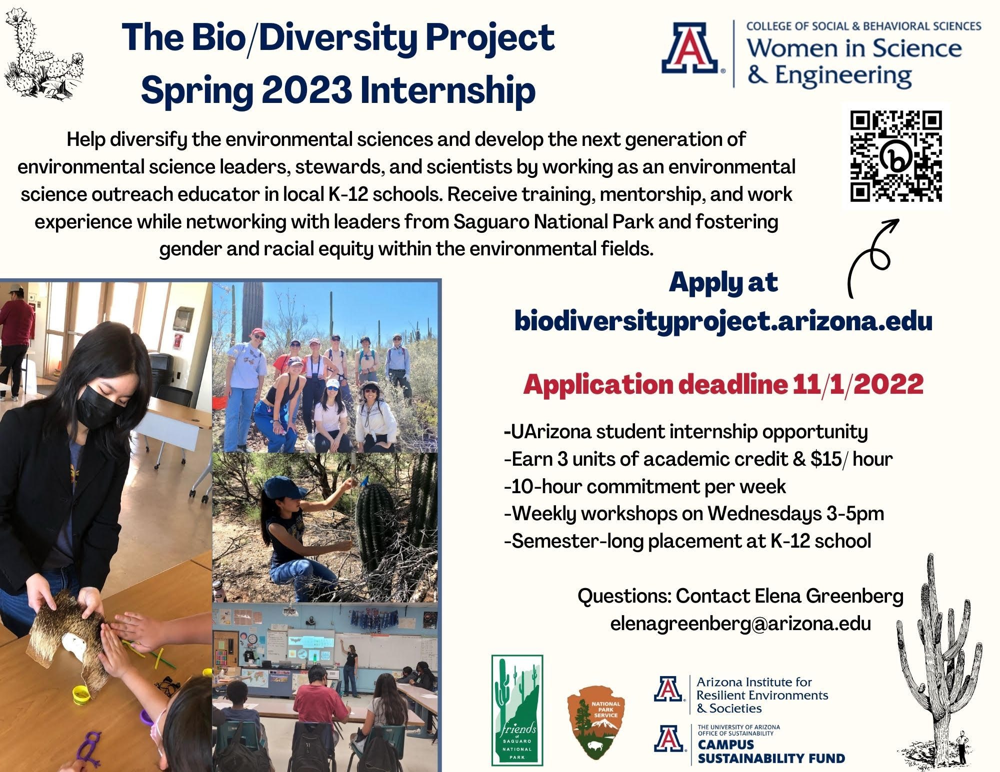 The Bio/Diversity Project
Spring 2023 Internship
COLLEGE OF SOCIAL & BEHAVIORAL SCIENCES
Women in Science
& Engineering
Help diversify the environmental sciences and develop the next generation of
environmental science leaders, stewards, and scientists by working as an environmental
science outreach educator in local K-12 schools. Receive training, mentorship, and work
experience while networking with leaders from Saguaro National Park and fostering
gender and racial equity within the environmental fields.
Apply at
biodiversityproject.arizona.edu
Application deadline 11/1/2022
-UArizona student internship opportunity
-Earn 3 units of academic credit & $15/ hour
-10-hour commitment per week
-Weekly workshops on Wednesdays 3-5pm
-Semester-long placement at K-12 school
Questions: Contact Elena Greenberg
elenagreenberg@arizona.edu
friends
of
SAGUARO
NATIONAL
PARK
NATIONAL
PARK
SERVICE
A
Arizona Institute for
Resilient Environments
& Societies
A
THE UNIVERSITY OF ARIZONA
OFFICE OF SUSTAINABILITY
CAMPUS
SUSTAINABILITY FUND